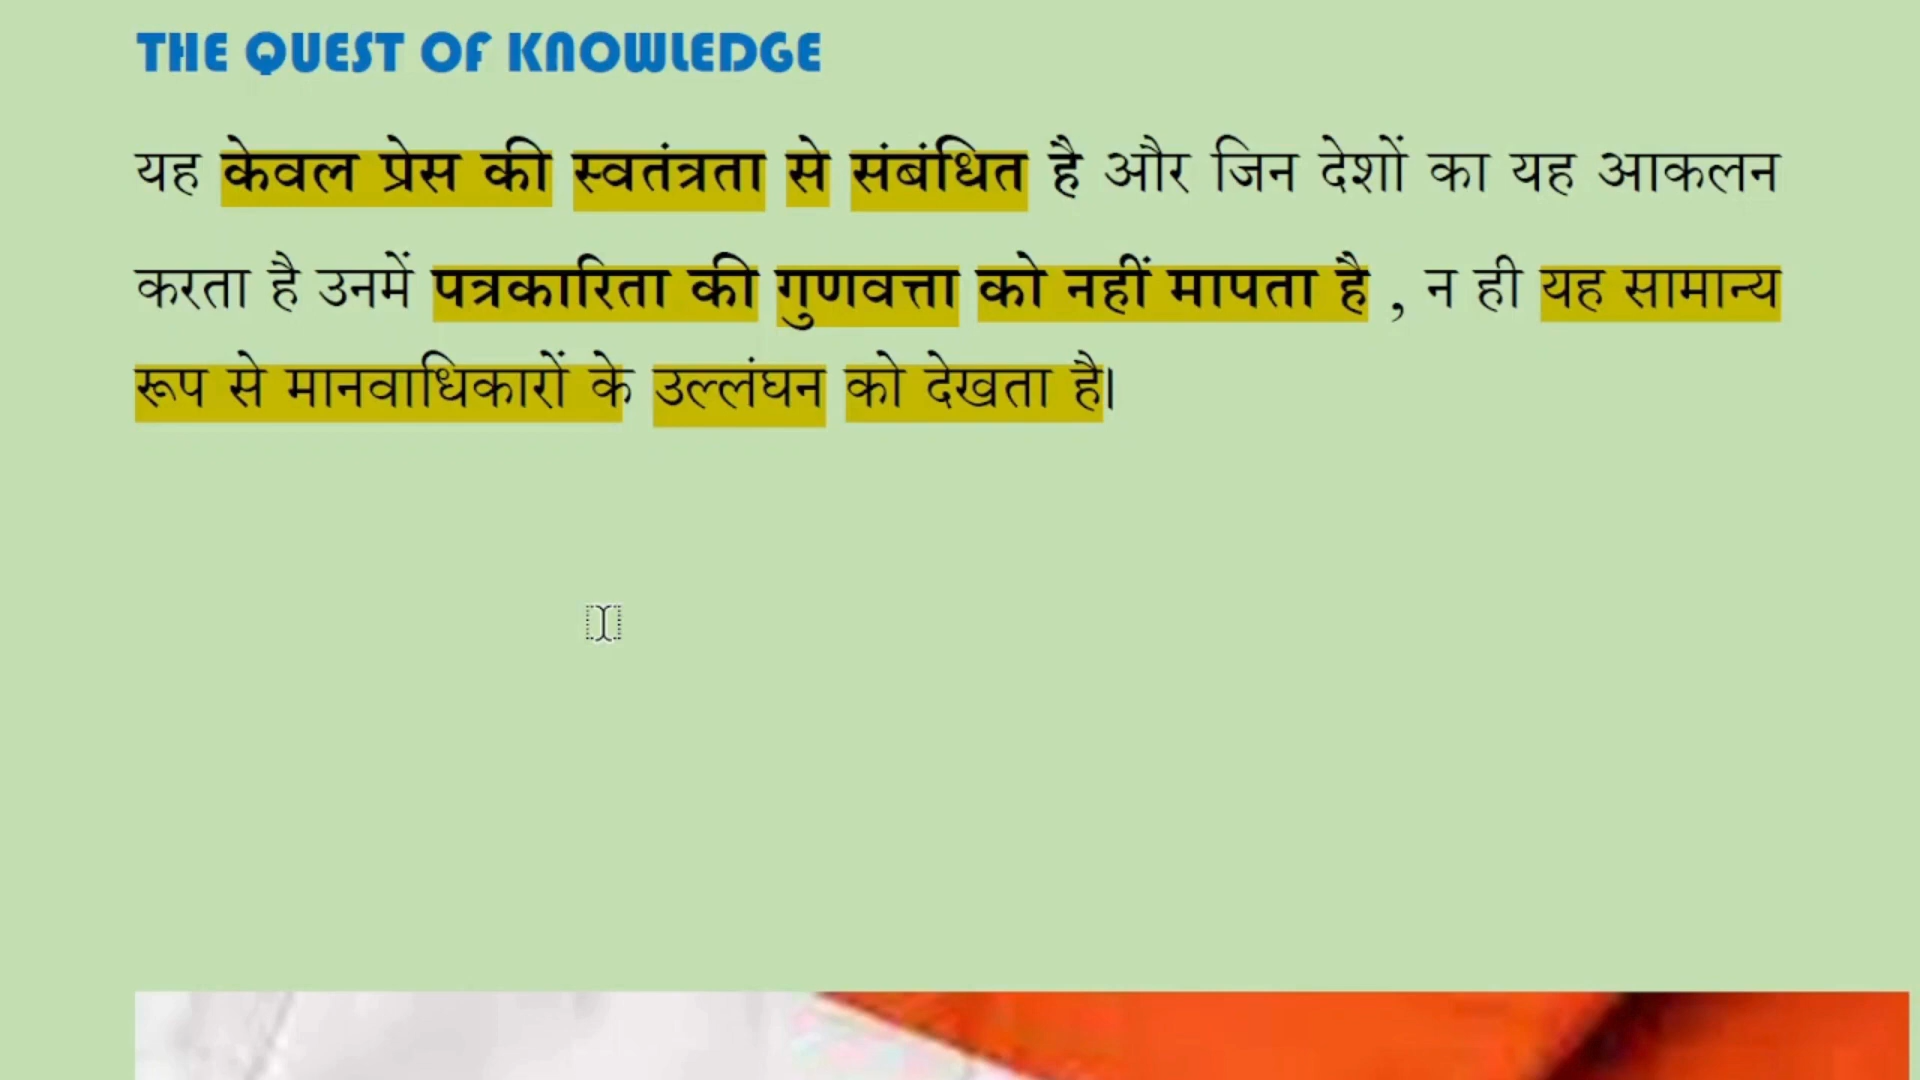 THE QUEST OF KNOWLEDGE
यह केवल प्रेस की स्वतंत्रता से संबंधित है और जिन देशों का यह आकलन
करता है उनमें पत्रकारिता की गुणवत्ता को नहीं मापता है , न ही यह सामान्य
रूप से मानवाधिकारों के उल्लंघन को देखता है।